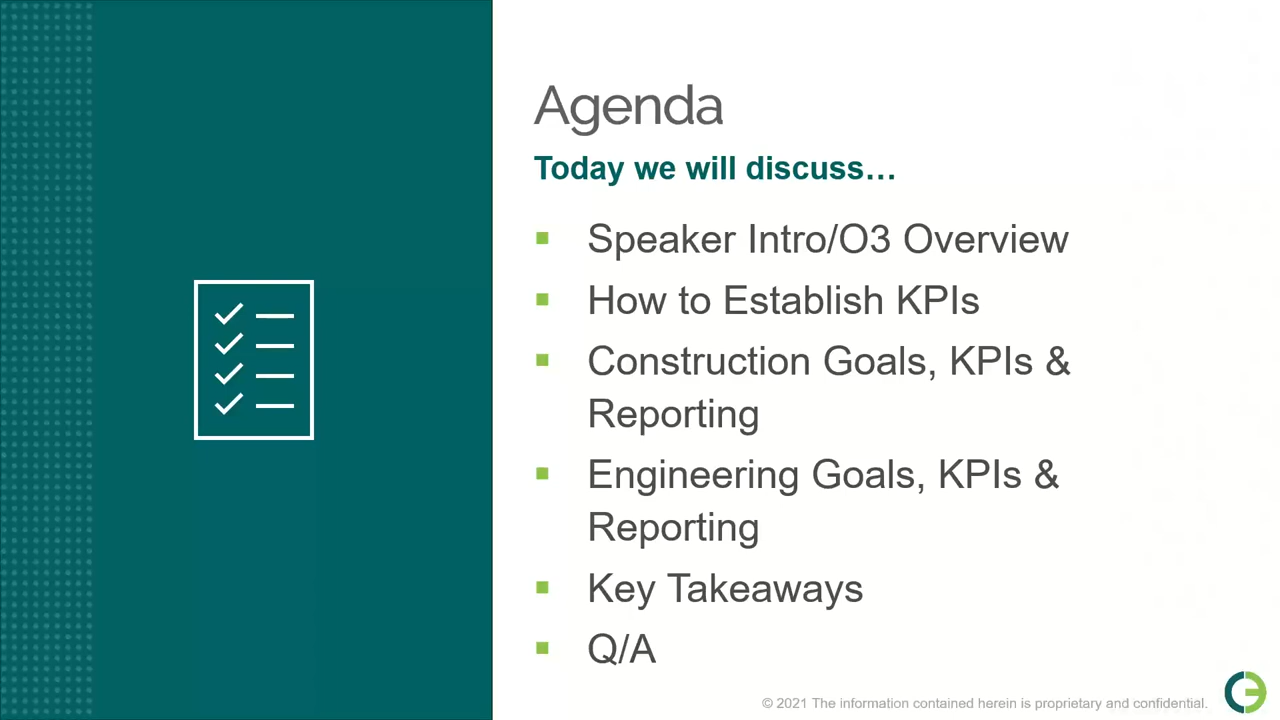 Agenda
Today we will discuss…
Speaker Intro/O3 Overview
How to Establish KPIs
Construction Goals, KPIs &
Reporting
Engineering Goals, KPIs &
Reporting
Key Takeaways
Q/A
© 2021 The information contained herein is proprietary and confidential.